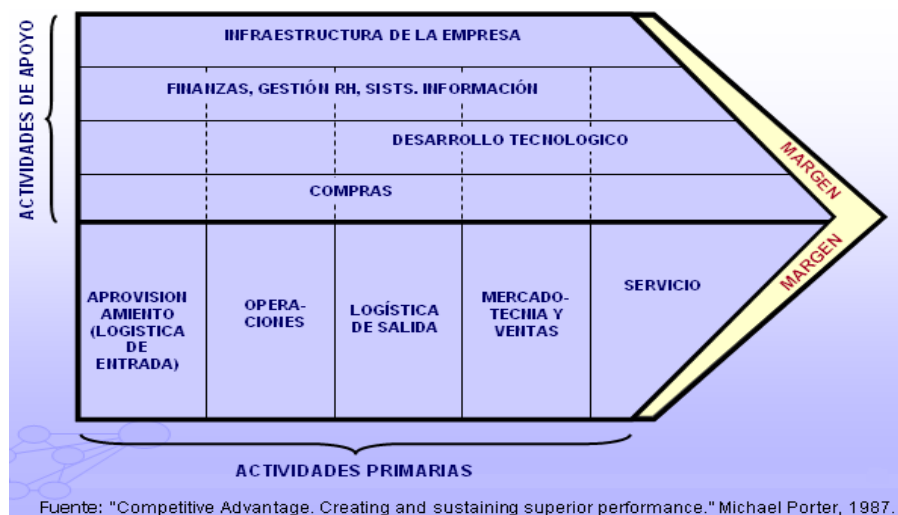 ACTIVIDADES DE APOYO
INFRAESTRUCTURA DE LA EMPRESA
FINANZAS, GESTIÓN RH, SISTS. INFORMACIÓN
DESARROLLO TECNOLOGICO
COMPRAS
MARGEN
MARGEN
APROVISION
AMIENTO
(LOGISTICA
DE
ENTRADA)
OPERA-
CIONES
LOGÍSTICA
DE SALIDA
MERCADO-
TECNIA Y
VENTAS
SERVICIO
ACTIVIDADES PRIMARIAS
Fuente: "Competitive Advantage. Creating and sustaining superior performance." Michael Porter, 1987.